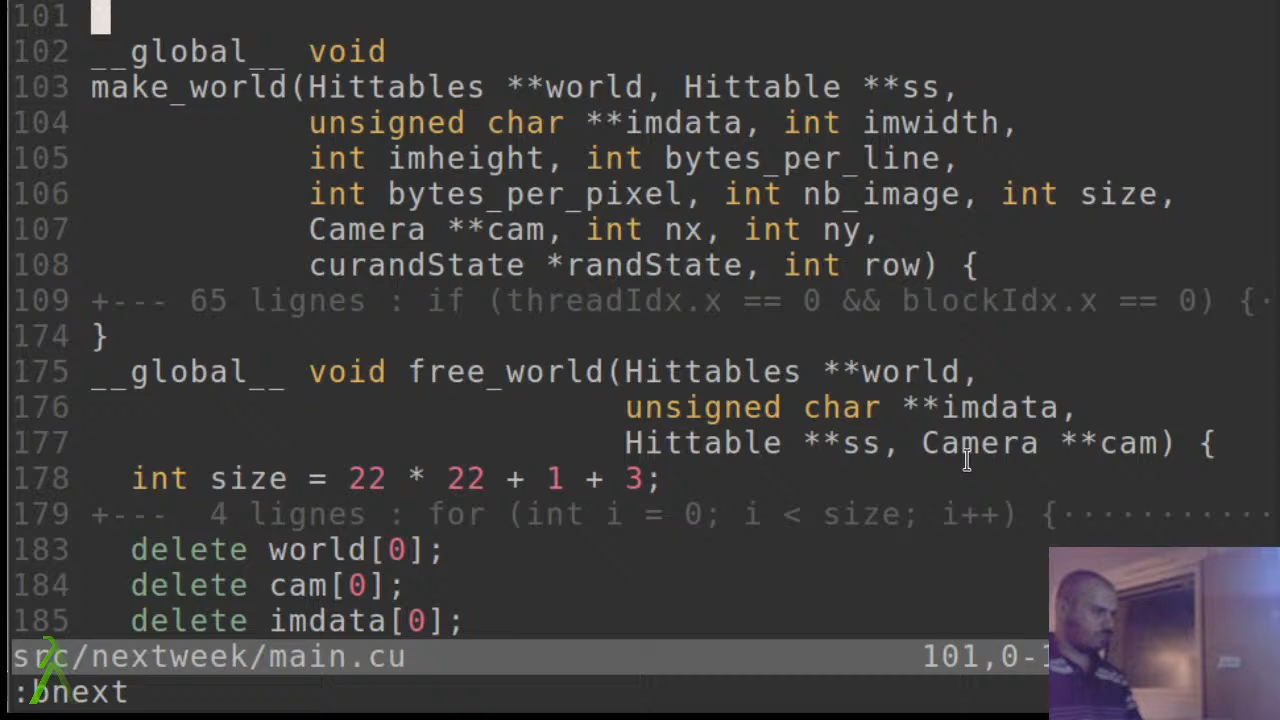 101
102 __global__ void
103 make_world(Hittables **world, Hittable **ss,
104 unsigned char **imdata, int imwidth,
105 int imheight, int bytes_per_line,
106 int bytes_per_pixel, int nb_image, int size,
107 Camera **cam, int nx, int ny,
108 curandState *randState, int row) {
109 +--- 65 lignes : if (threadIdx.x == 0 && blockIdx.x == 0) {·
174 }
175 __global__ void free_world(Hittables **world,
176 unsigned char **imdata,
177 Hittable **ss, Camera **cam) {
178 int size = 22 * 22 + 1 + 3;
179 +--- 4 lignes : for (int i = 0; i < size; i++) {···········
183 delete world[0];
184 delete cam[0];
185 delete imdata[0];
src/nextweek/main.cu 101,0-1
:bnext